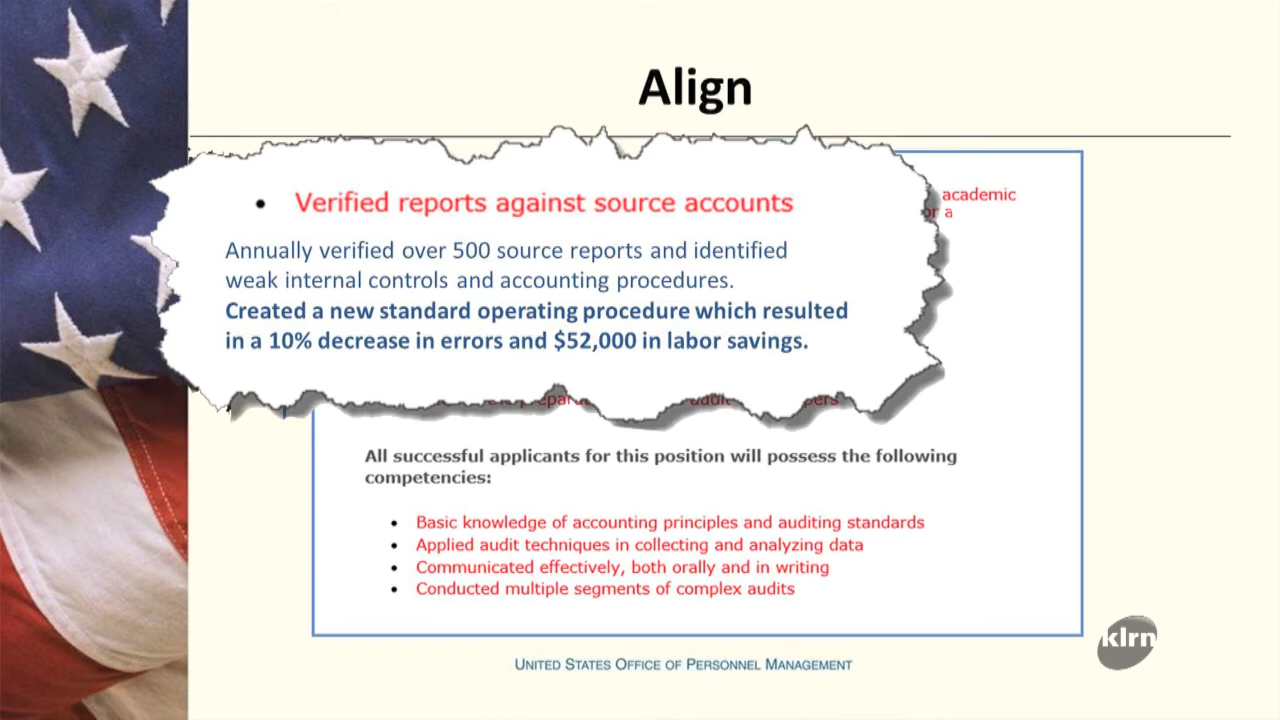 Align
• Verified reports against source accounts
Annually verified over 500 source reports and identified
weak internal controls and accounting procedures.
Created a new standard operating procedure which resulted
in a 10% decrease in errors and $52,000 in labor savings.
academic
or a
All successful applicants for this position will possess the following
competencies:
• Basic knowledge of accounting principles and auditing standards
• Applied audit techniques in collecting and analyzing data
• Communicated effectively, both orally and in writing
• Conducted multiple segments of complex audits
klrn
UNITED STATES OFFICE OF PERSONNEL MANAGEMENT